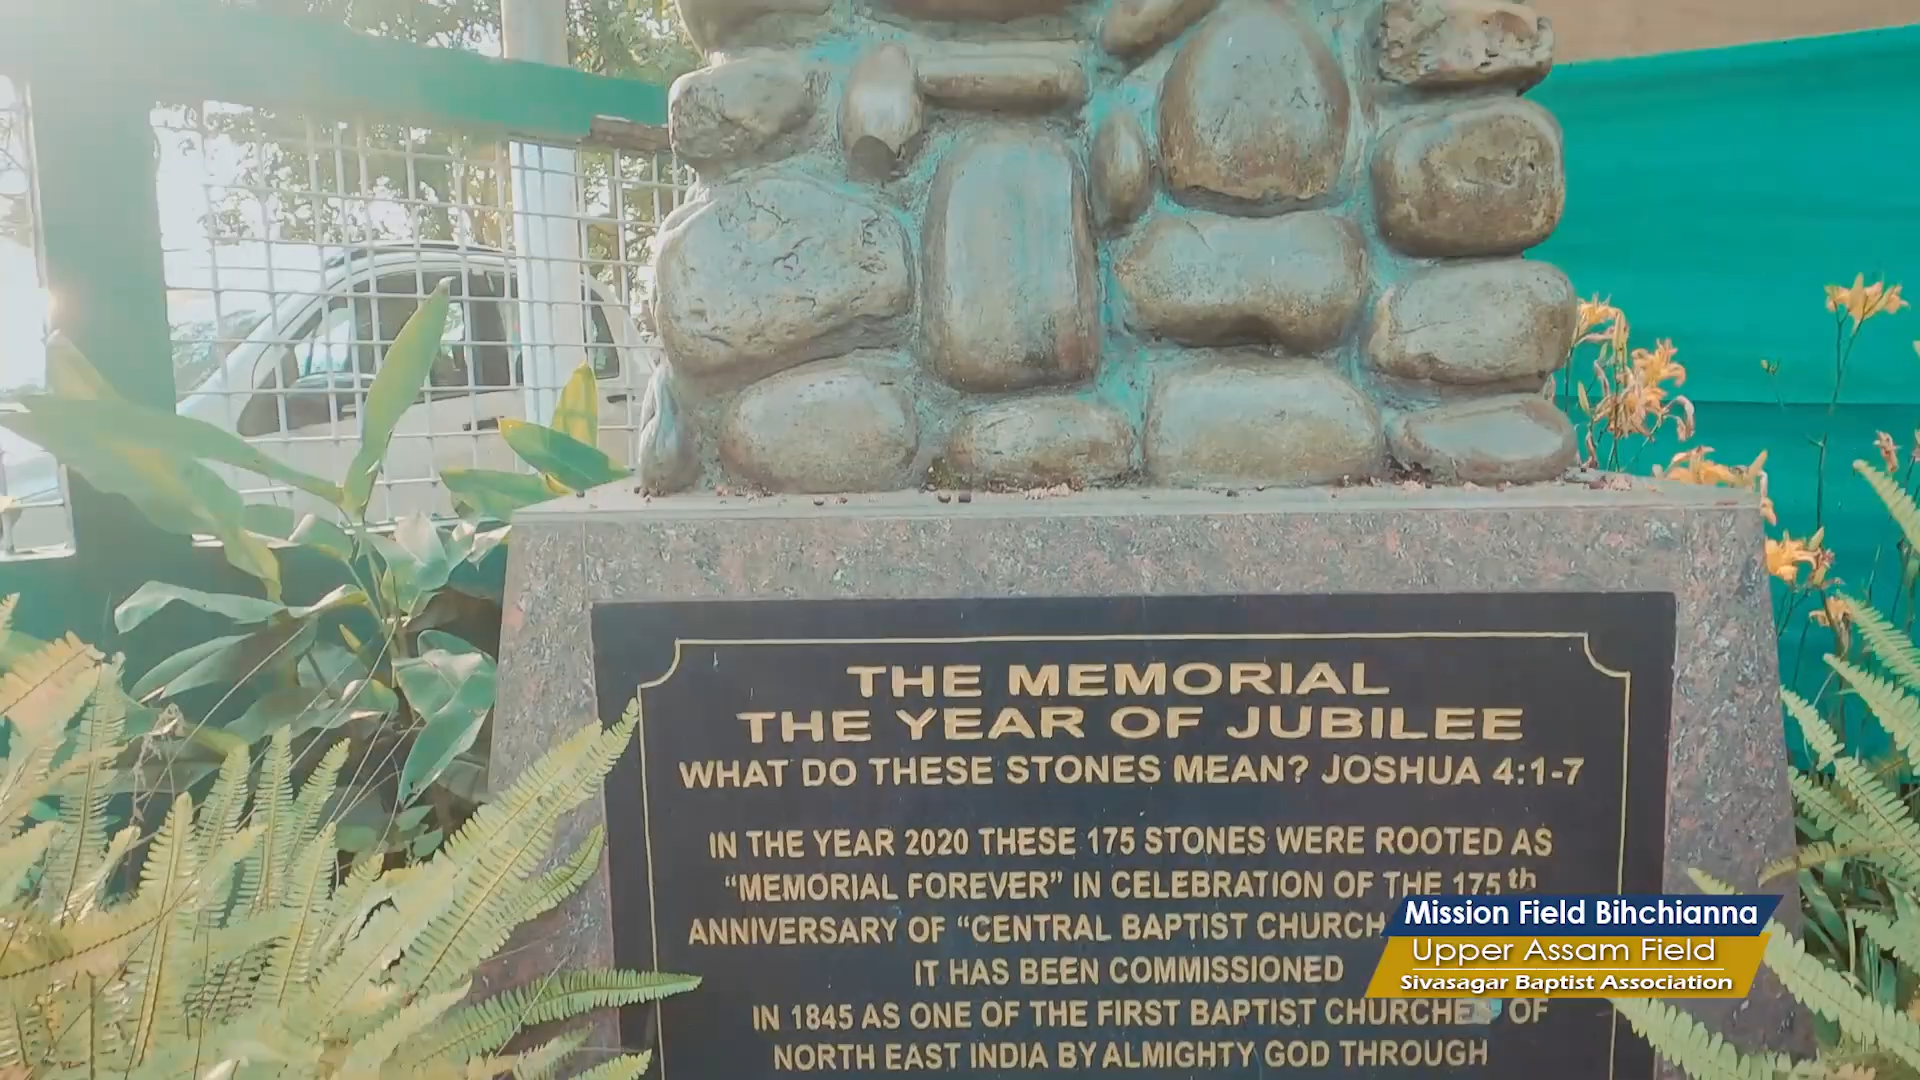 THE MEMORIAL
THE YEAR OF JUBILEE
WHAT DO THESE STONES MEAN? JOSHUA 4:1-7
IN THE YEAR 2020 THESE 175 STONES WERE ROOTED AS
“MEMORIAL FOREVER” IN CELEBRATION OF THE 175th
ANNIVERSARY OF “CENTRAL BAPTIST CHURCH
IT HAS BEEN COMMISSIONED
IN 1845 AS ONE OF THE FIRST BAPTIST CHURCHES OF
NORTH EAST INDIA BY ALMIGHTY GOD THROUGH
Mission Field Bihchianna
Upper Assam Field
Sivasagar Baptist Association